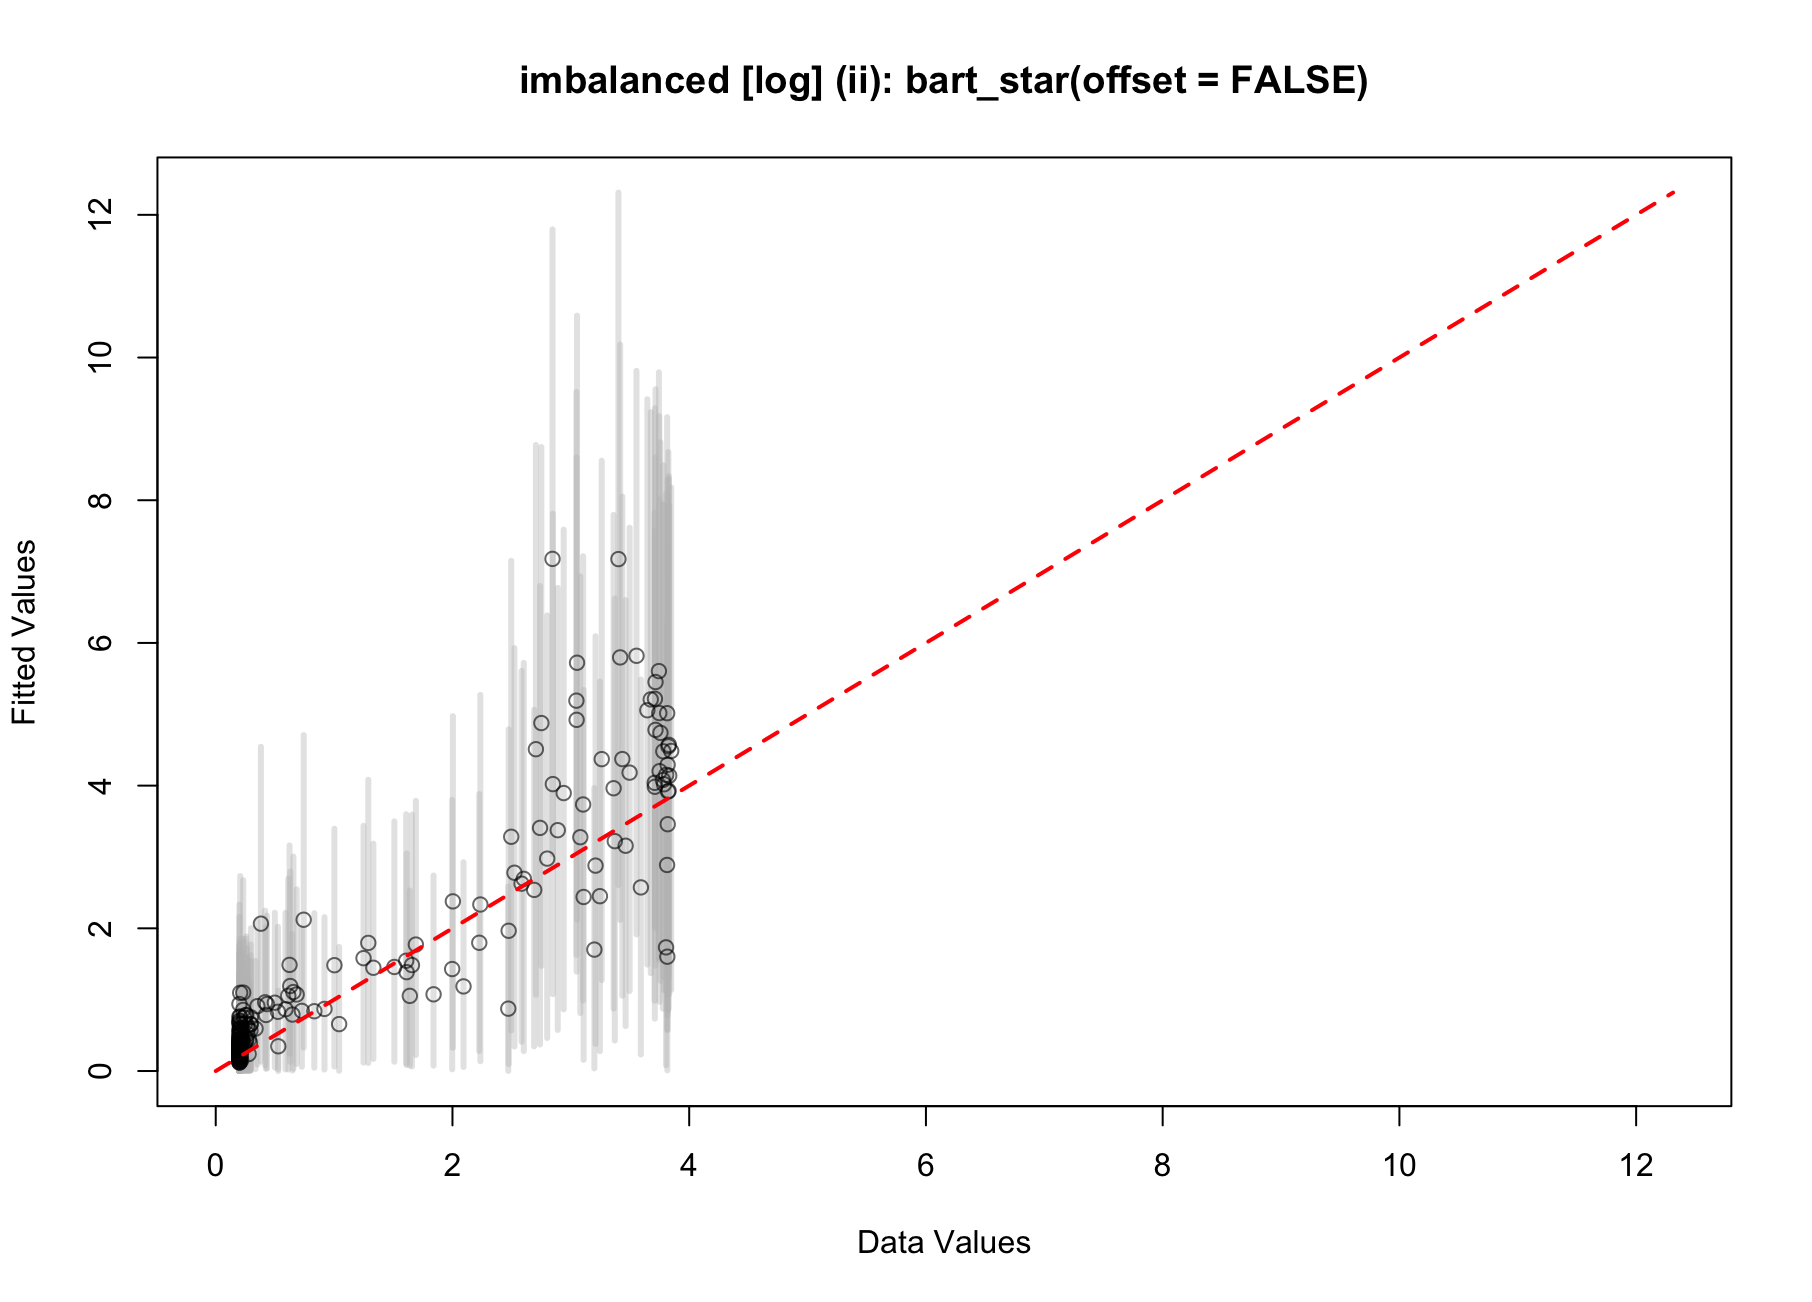 imbalanced [log] (ii): bart_star(offset = FALSE)
12
10
8
6
4
2
0
Fitted Values
0 2 4 6 8 10 12
Data Values